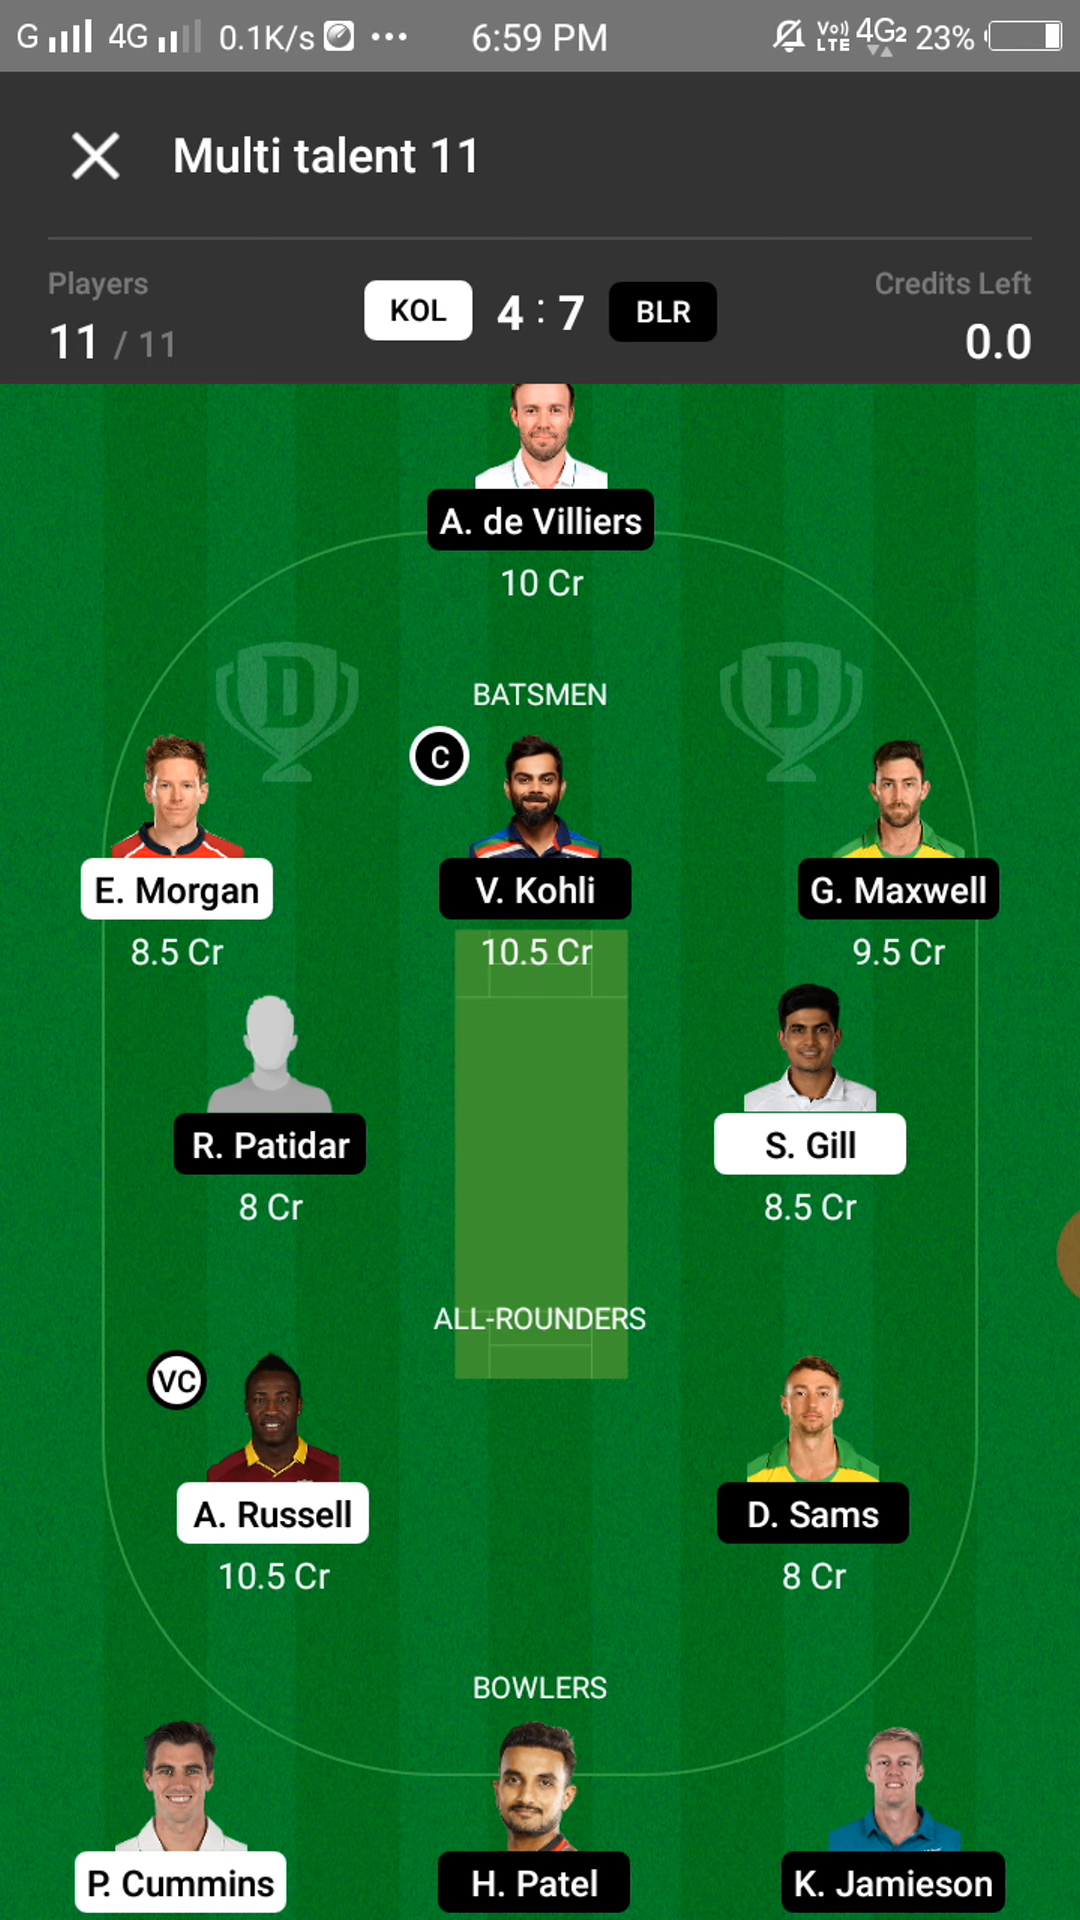 G 4G 0.1K/s ... 6:59 PM Vo)) LTE 4G2 23%
Multi talent 11
Players
Credits Left
11 / 11
KOL 4 : 7 BLR
0.0
A. de Villiers
10 Cr
D D
BATSMEN
C
E. Morgan V. Kohli G. Maxwell
8.5 Cr 10.5 Cr 9.5 Cr
R. Patidar S. Gill
8 Cr 8.5 Cr
ALL-ROUNDERS
VC
A. Russell D. Sams
10.5 Cr 8 Cr
BOWLERS
P. Cummins H. Patel K. Jamieson